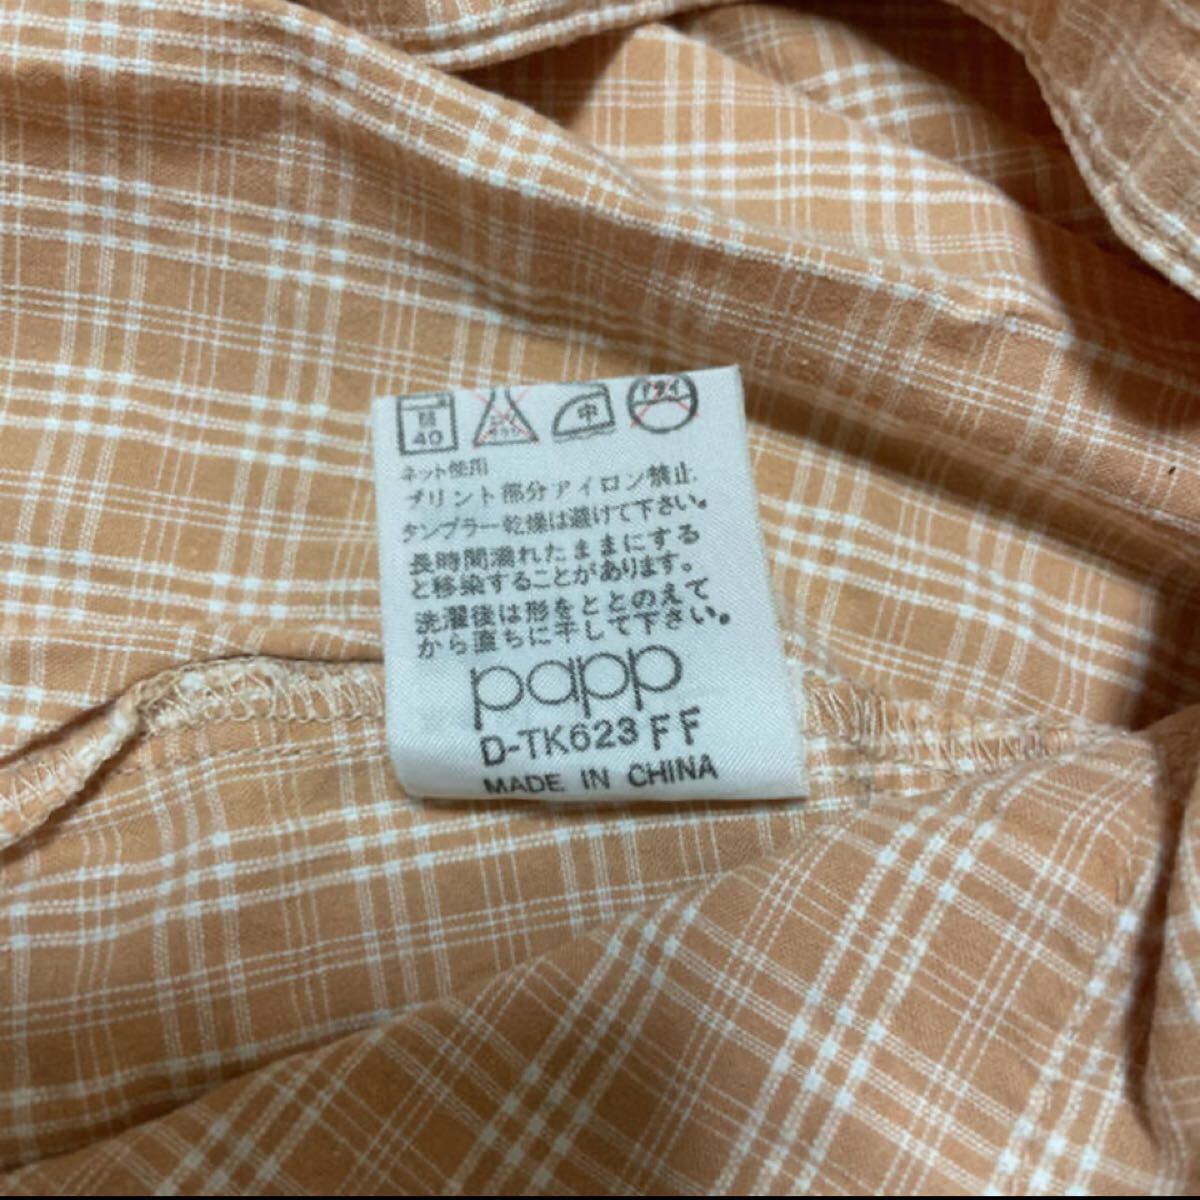 40
中
ドライ
ネット使用
プリント部分アイロン禁止
タンブラー乾燥は避けて下さい。
長時間濡れたままにする
と移染することがあります。
洗濯後は形をととのえて
から直ちに干して下さい。
papp
D-TK623 FF
MADE IN CHINA